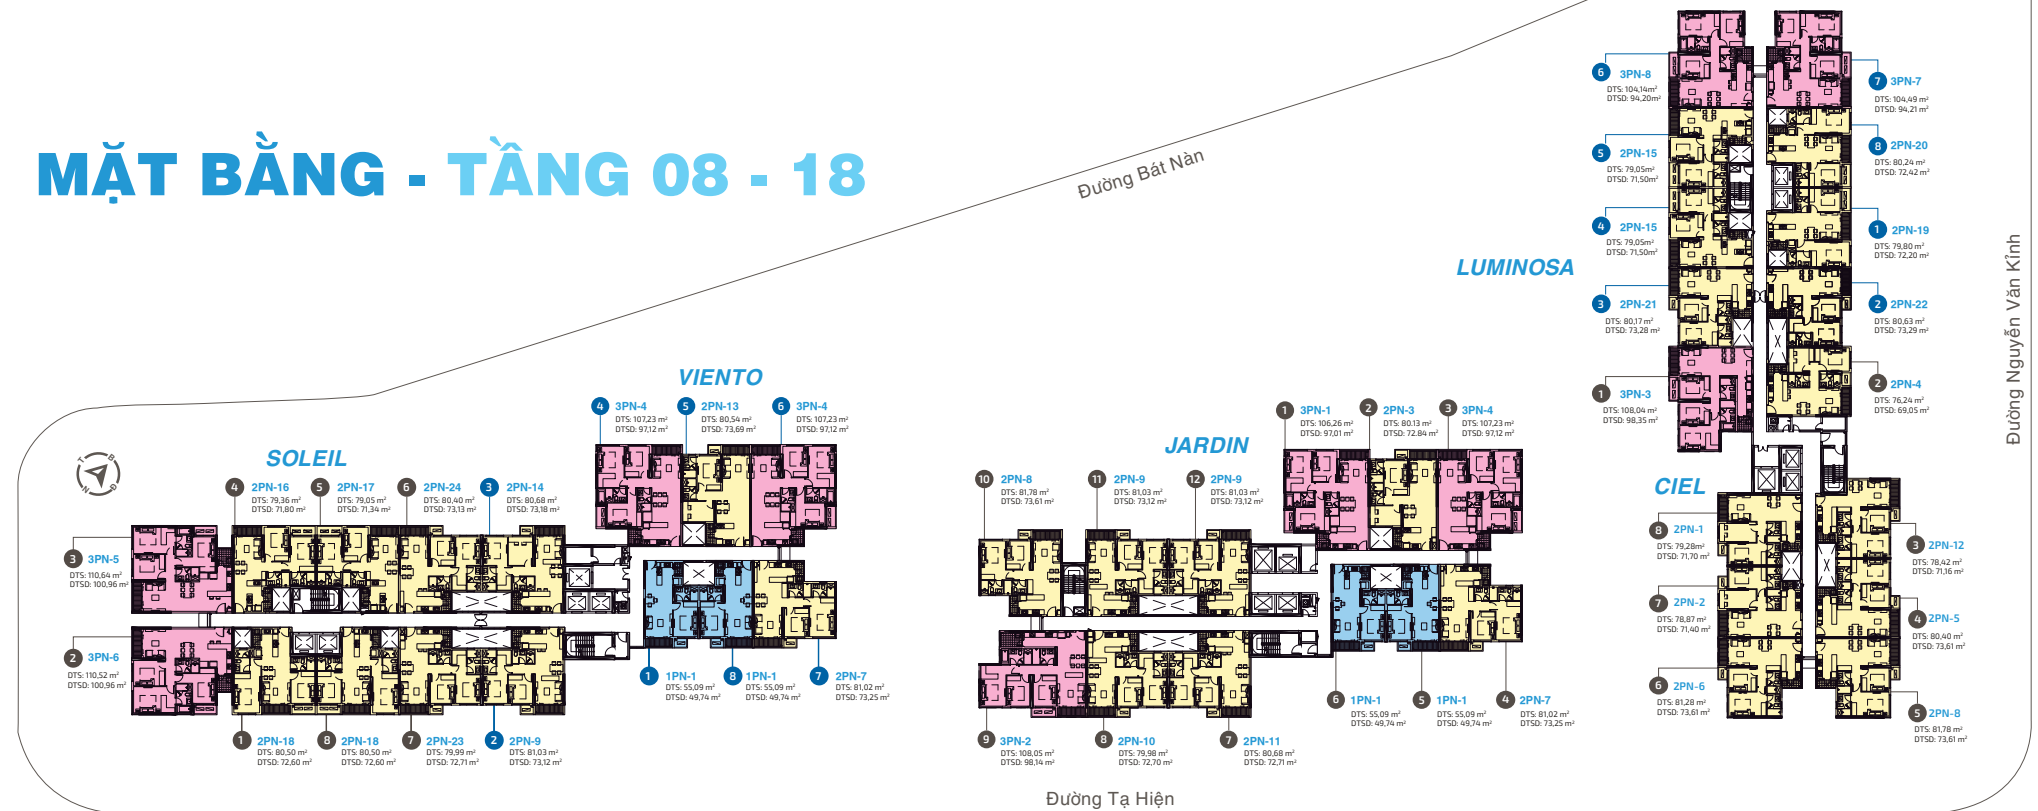 MẶT BẰNG - TẦNG 08 - 18
Đường Bát Nàn
Đường Nguyễn Văn Kỉnh
Đường Tạ Hiện
T
B
N
Đ
SOLEIL
4 2PN-16
DTS: 79,36 m²
DTSD: 71,80 m²
5 2PN-17
DTS: 79,05 m²
DTSD: 71,34 m²
6 2PN-24
DTS: 80,40 m²
DTSD: 73,13 m²
3 2PN-14
DTS: 80,68 m²
DTSD: 73,18 m²
3 3PN-5
DTS: 110,64 m²
DTSD: 100,96 m²
2 3PN-6
DTS: 110,52 m²
DTSD: 100,96 m²
1 2PN-18
DTS: 80,50 m²
DTSD: 72,60 m²
8 2PN-18
DTS: 80,50 m²
DTSD: 72,60 m²
7 2PN-23
DTS: 79,99 m²
DTSD: 72,71 m²
2 2PN-9
DTS: 81,03 m²
DTSD: 73,12 m²
VIENTO
4 3PN-4
DTS: 107,23 m²
DTSD: 97,12 m²
5 2PN-13
DTS: 80,54 m²
DTSD: 73,69 m²
6 3PN-4
DTS: 107,23 m²
DTSD: 97,12 m²
1 1PN-1
DTS: 55,09 m²
DTSD: 49,74 m²
8 1PN-1
DTS: 55,09 m²
DTSD: 49,74 m²
7 2PN-7
DTS: 81,02 m²
DTSD: 73,25 m²
JARDIN
10 2PN-8
DTS: 81,78 m²
DTSD: 73,61 m²
11 2PN-9
DTS: 81,03 m²
DTSD: 73,12 m²
12 2PN-9
DTS: 81,03 m²
DTSD: 73,12 m²
1 3PN-1
DTS: 106,26 m²
DTSD: 97,01 m²
2 2PN-3
DTS: 80.13 m²
DTSD: 72.84 m²
3 3PN-4
DTS: 107,23 m²
DTSD: 97,12 m²
9 3PN-2
DTS: 108,05 m²
DTSD: 98,14 m²
8 2PN-10
DTS: 79,98 m²
DTSD: 72,70 m²
7 2PN-11
DTS: 80,68 m²
DTSD: 72,71 m²
6 1PN-1
DTS: 55,09 m²
DTSD: 49,74 m²
5 1PN-1
DTS: 55,09 m²
DTSD: 49,74 m²
4 2PN-7
DTS: 81,02 m²
DTSD: 73,25 m²
LUMINOSA
6 3PN-8
DTS: 104,14m²
DTSD: 94,20m²
7 3PN-7
DTS: 104,49 m²
DTSD: 94,21 m²
5 2PN-15
DTS: 79,05m²
DTSD: 71,50m²
8 2PN-20
DTS: 80,24 m²
DTSD: 72,42 m²
4 2PN-15
DTS: 79,05m²
DTSD: 71,50m²
1 2PN-19
DTS: 79,80 m²
DTSD: 72,20 m²
3 2PN-21
DTS: 80,17 m²
DTSD: 73,28 m²
2 2PN-22
DTS: 80,63 m²
DTSD: 73,29 m²
1 3PN-3
DTS: 108,04 m²
DTSD: 98,35 m²
2 2PN-4
DTS: 76,24 m²
DTSD: 69,05 m²
CIEL
8 2PN-1
DTS: 79,28m²
DTSD: 71,70 m²
3 2PN-12
DTS: 78,42 m²
DTSD: 71,16 m²
7 2PN-2
DTS: 78,87 m²
DTSD: 71,40 m²
4 2PN-5
DTS: 80,40 m²
DTSD: 73,61 m²
6 2PN-6
DTS: 81,28 m²
DTSD: 73,61 m²
5 2PN-8
DTS: 81,78 m²
DTSD: 73,61 m²